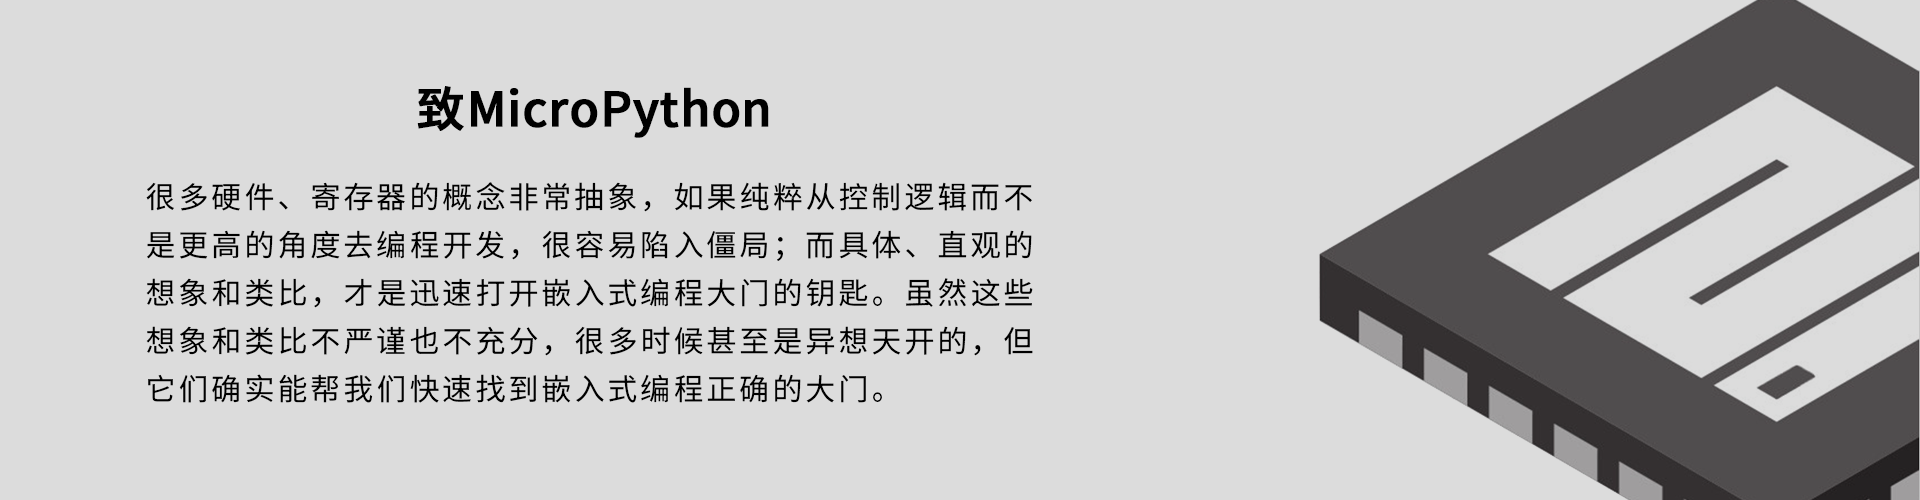 致MicroPython
很多硬件、寄存器的概念非常抽象，如果纯粹从控制逻辑而不
是更高的角度去编程开发，很容易陷入僵局；而具体、直观的
想象和类比，才是迅速打开嵌入式编程大门的钥匙。虽然这些
想象和类比不严谨也不充分，很多时候甚至是异想天开的，但
它们确实能帮我们快速找到嵌入式编程正确的大门。